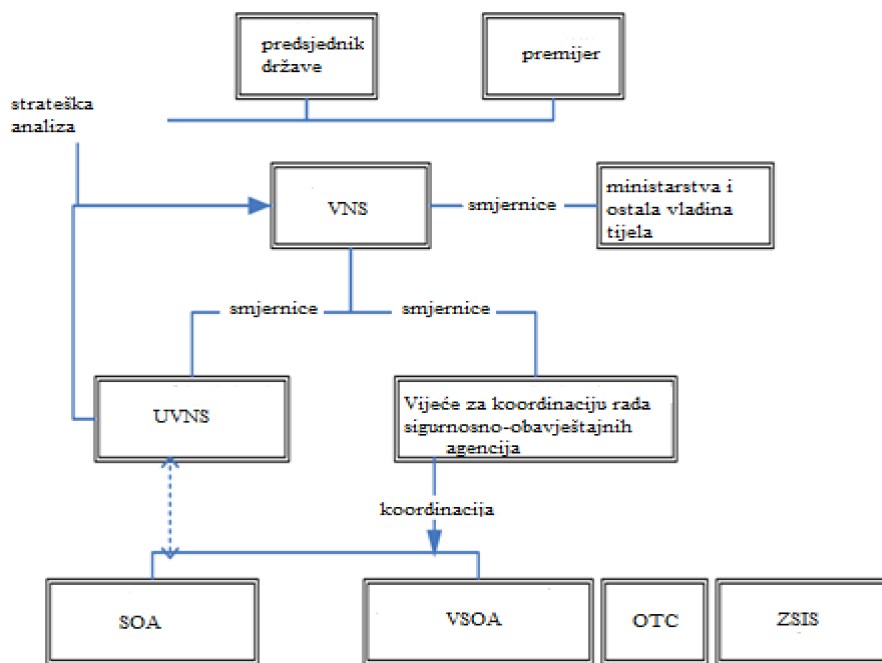 predsjednik
države
premijer
strateška
analiza
VNS
smjernice
ministarstva i
ostala vladina
tijela
smjernice
smjernice
UVNS
Vijeće za koordinaciju rada
sigurnosno-obavještajnih
agencija
koordinacija
SOA
VSOA
OTC
ZSIS